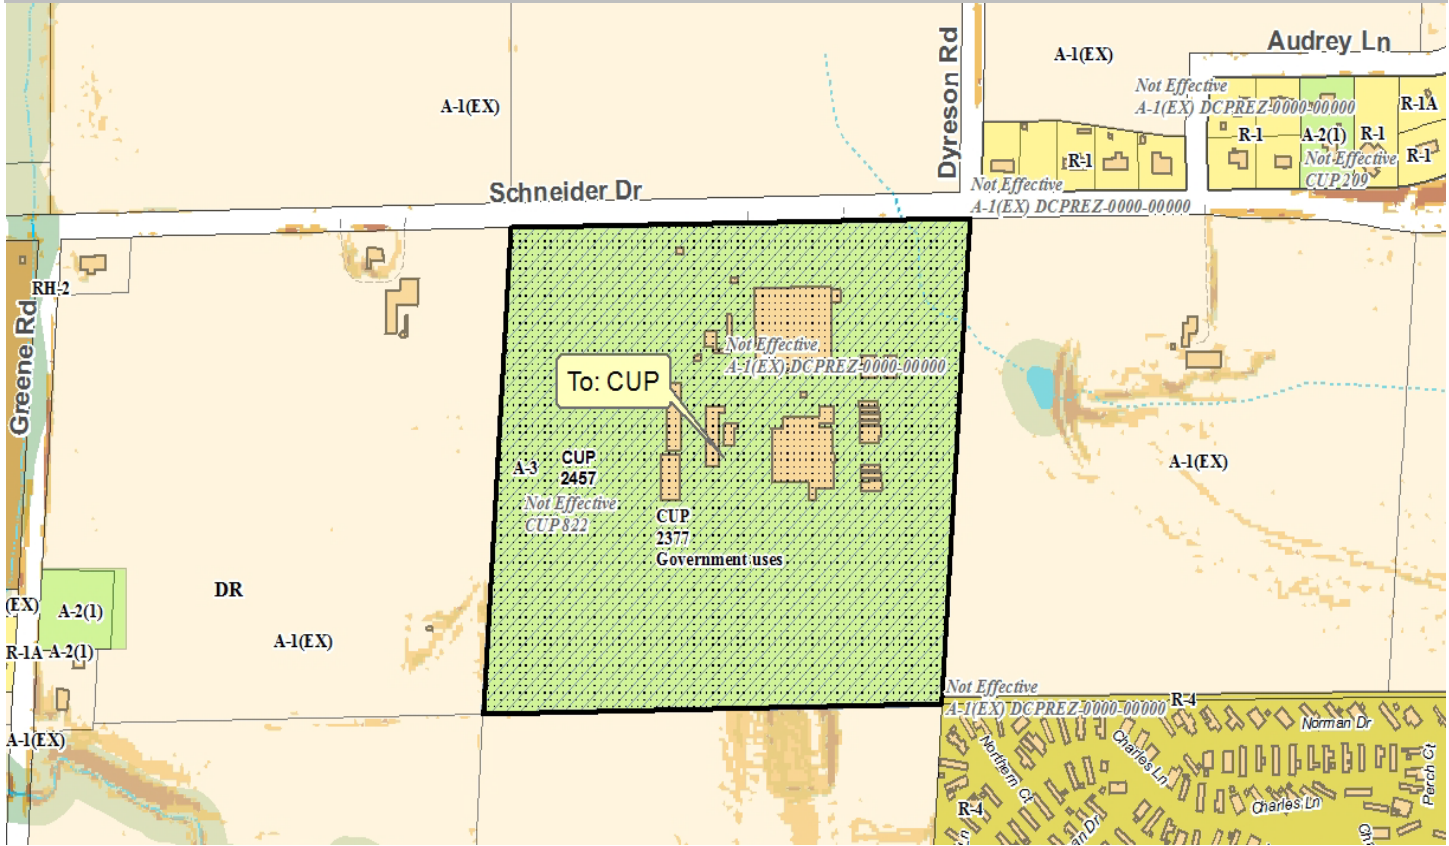 Audrey Ln
Dyreson Rd
A-1(EX)
A-1(EX)
Not Effective
A-1(EX) DCPREZ-0000-00000
R-1A
R-1
A-2(1)
R-1
R-1
R-1
Not Effective
CUP 209
Not Effective
A-1(EX) DCPREZ-0000-00000
Schneider Dr
RH-2
Greene Rd
Not Effective
A-1(EX) DCPREZ-0000-00000
To: CUP
A-3
CUP
2457
Not Effective
CUP 822
CUP
2377
Government uses
A-1(EX)
DR
(EX)
A-2(1)
A-1(EX)
R-1A
A-2(1)
A-1(EX)
Not Effective
A-1(EX) DCPREZ-0000-00000
R-4
Norman Dr
Charles Ln
Northern Ct
Perch Ct
Charles Ln
R-4
an Dr
Ln